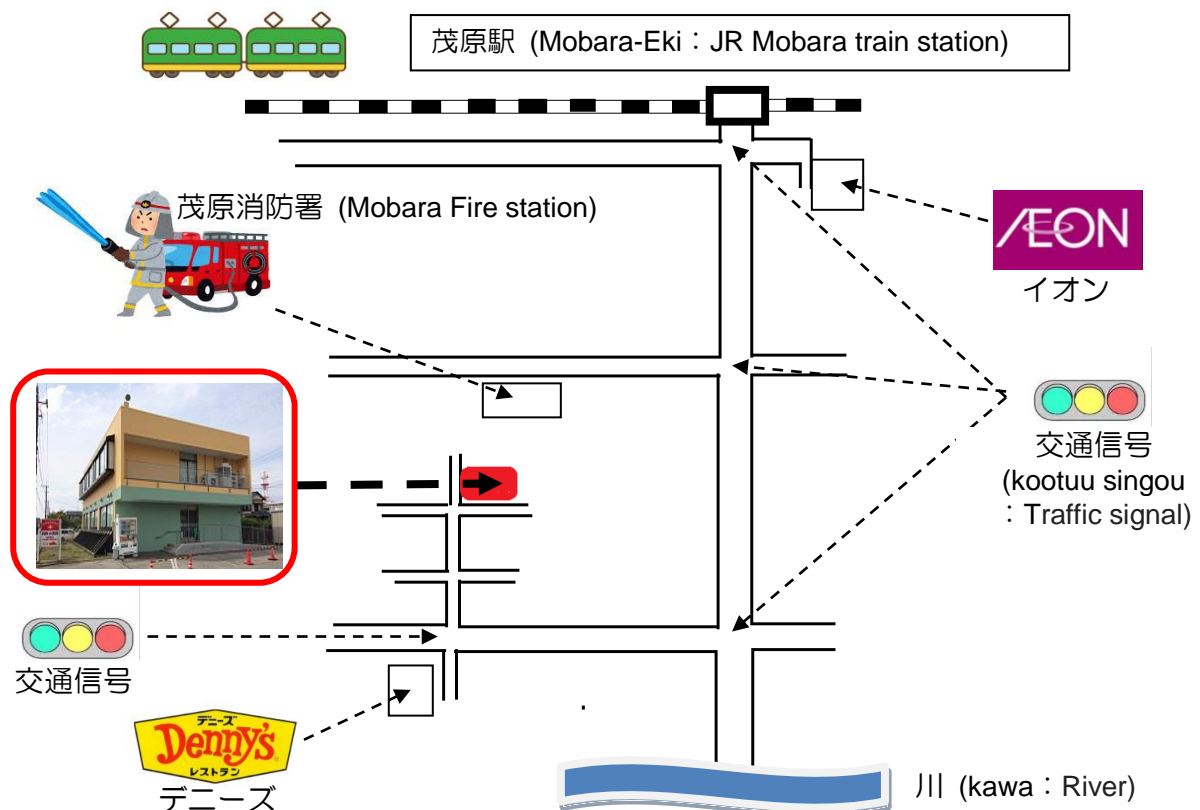 茂原駅 (Mobara-Eki：JR Mobara train station)
茂原消防署 (Mobara Fire station)
ÆON
イオン
交通信号
(kootuu singou
：Traffic signal)
交通信号
デニーズ
Denny's
レストラン
デニーズ
川 (kawa：River)